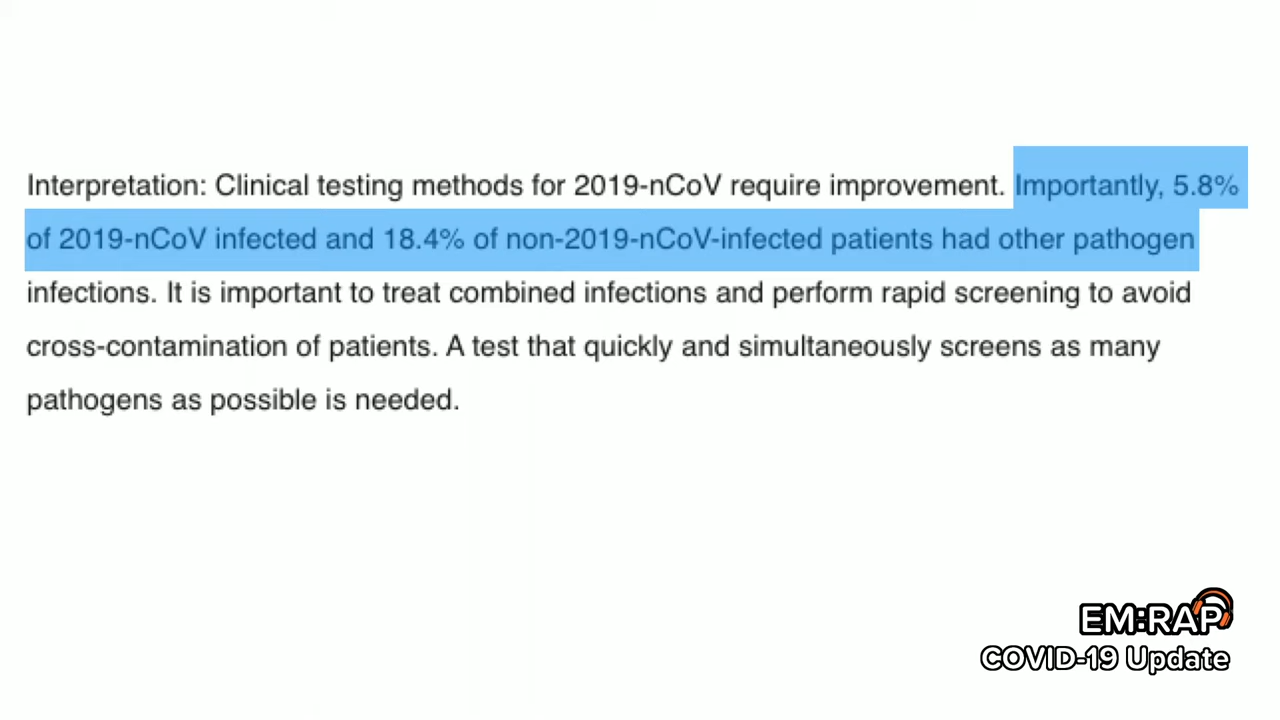 Interpretation: Clinical testing methods for 2019-nCoV require improvement. Importantly, 5.8%
of 2019-nCoV infected and 18.4% of non-2019-nCoV-infected patients had other pathogen
infections. It is important to treat combined infections and perform rapid screening to avoid
cross-contamination of patients. A test that quickly and simultaneously screens as many
pathogens as possible is needed.
EM:RAP
COVID-19 Update